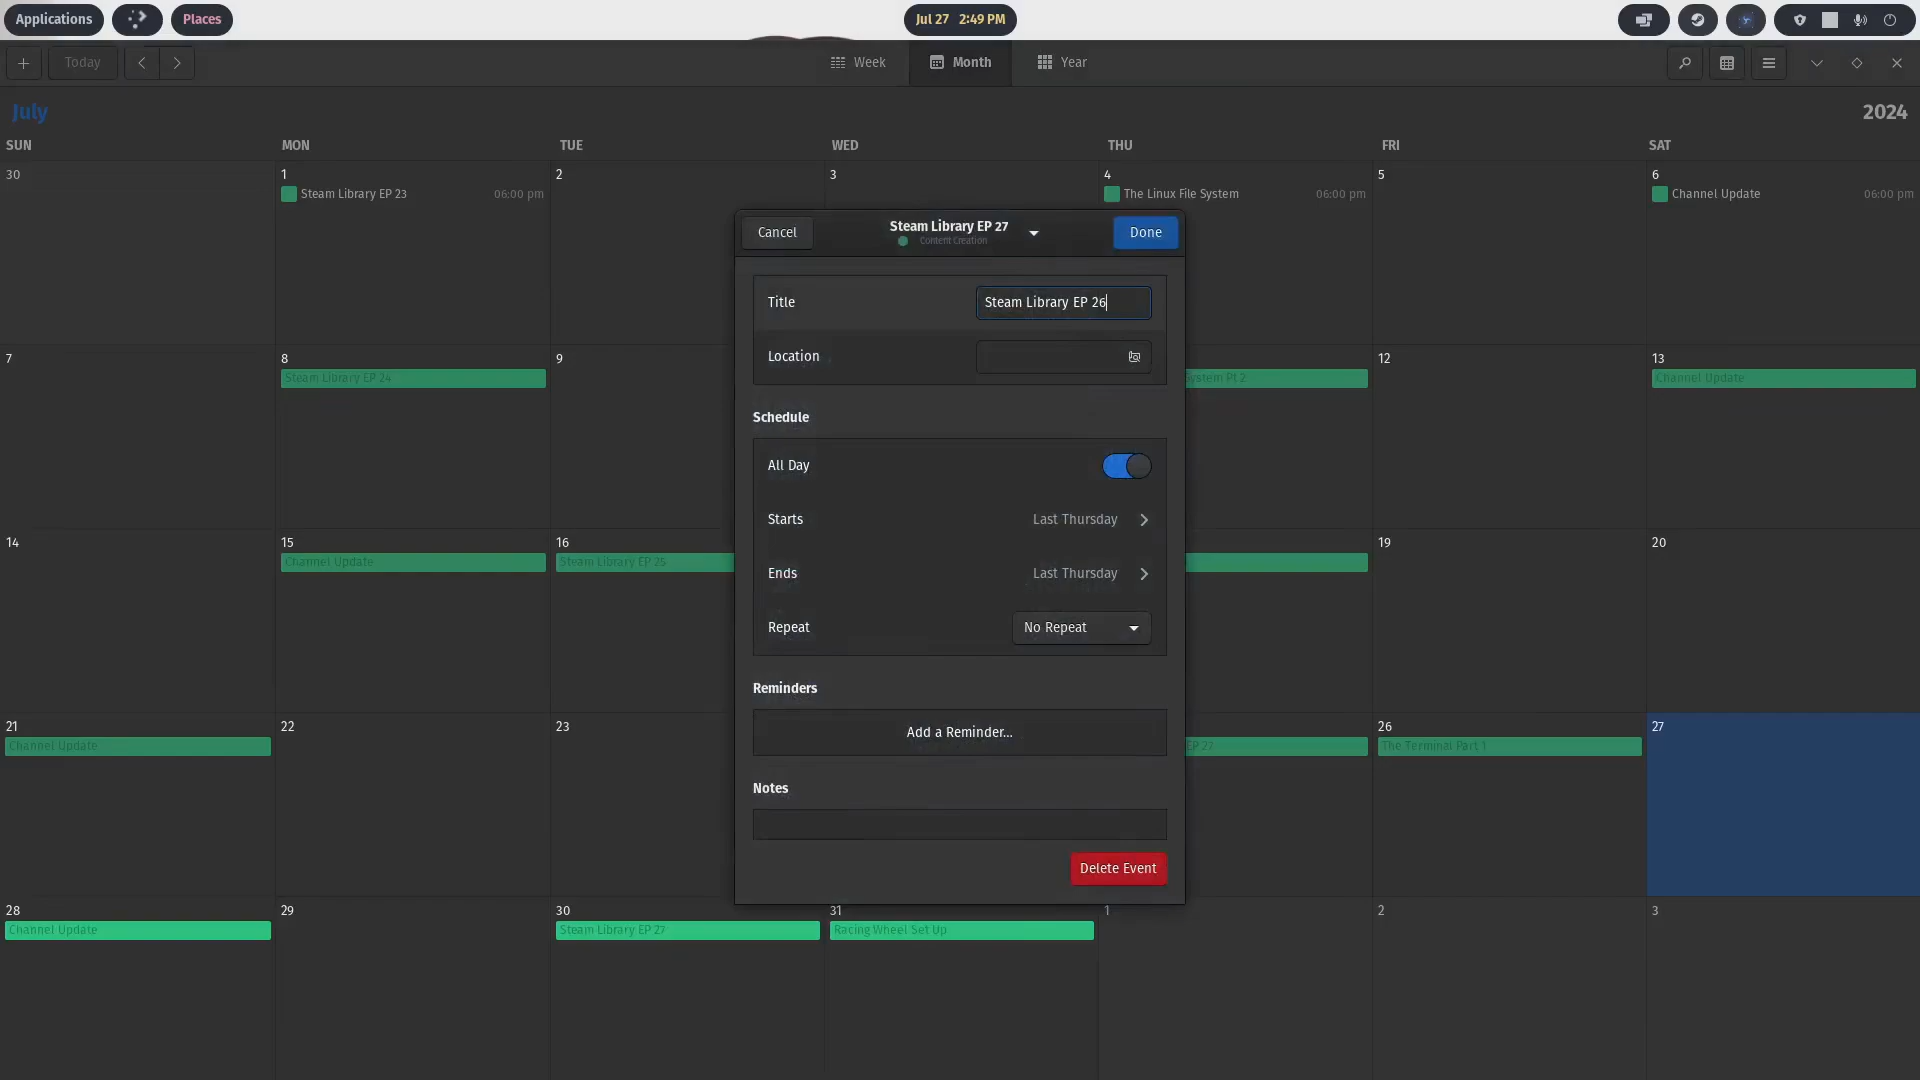 Applications
Places
Jul 27 2:49 PM
Today
Week
Month
Year
July
2024
SUN MON TUE WED THU FRI SAT
30 1 2 3 4 5 6
Steam Library EP 23 06:00 pm
The Linux File System 06:00 pm
Channel Update 06:00 pm
Cancel
Steam Library EP 27
Content Creation
Done
Title
Steam Library EP 26
Location
7 8 9 12 13
Steam Library EP 24
System Pt 2
Channel Update
Schedule
All Day
Starts Last Thursday
Ends Last Thursday
Repeat No Repeat
14 15 16 19 20
Channel Update
Steam Library EP 25
Reminders
Add a Reminder...
Notes
Delete Event
21 22 23 26 27
Channel Update
EP 27
The Terminal Part 1
28 29 30 31 1 2 3
Channel Update
Steam Library EP 27
Racing Wheel Set Up